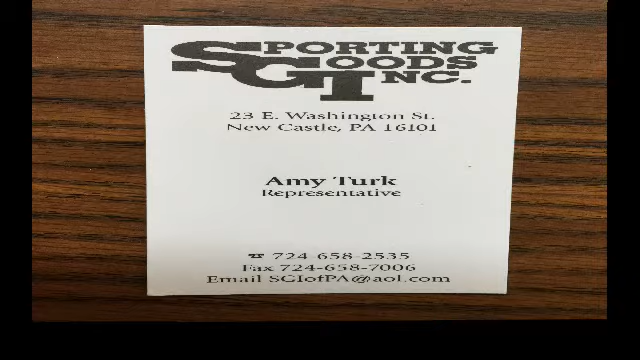 SPORTING
GOODS
INC.
23 E. Washington St.
New Castle, PA 16101
Amy Turk
Representative
☎ 724-658-2535
Fax 724-658-7006
Email SGIofPA@aol.com